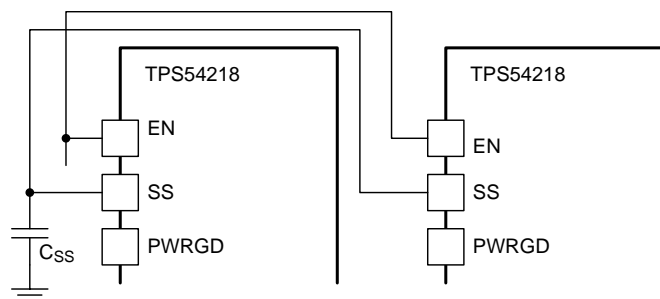 TPS54218
EN
SS
PWRGD
CSS
TPS54218
EN
SS
PWRGD